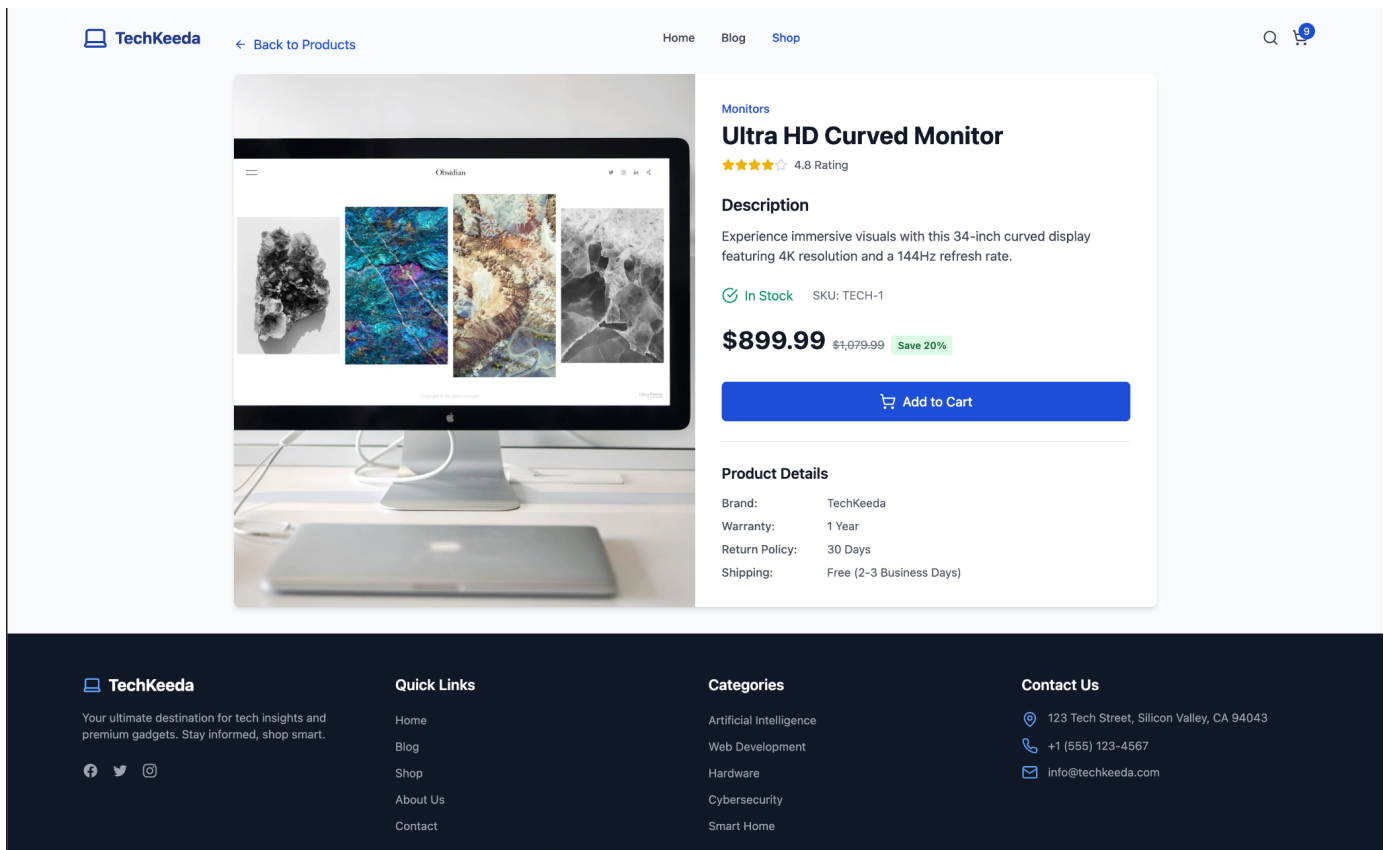 TechKeeda
← Back to Products
Home Blog Shop
9
Obsidian
Monitors
Ultra HD Curved Monitor
4.8 Rating
Description
Experience immersive visuals with this 34-inch curved display
featuring 4K resolution and a 144Hz refresh rate.
In Stock SKU: TECH-1
$899.99 $1,079.99 Save 20%
Add to Cart
Product Details
Brand: TechKeeda
Warranty: 1 Year
Return Policy: 30 Days
Shipping: Free (2-3 Business Days)
TechKeeda
Your ultimate destination for tech insights and
premium gadgets. Stay informed, shop smart.
Quick Links
Home
Blog
Shop
About Us
Contact
Categories
Artificial Intelligence
Web Development
Hardware
Cybersecurity
Smart Home
Contact Us
123 Tech Street, Silicon Valley, CA 94043
+1 (555) 123-4567
info@techkeeda.com